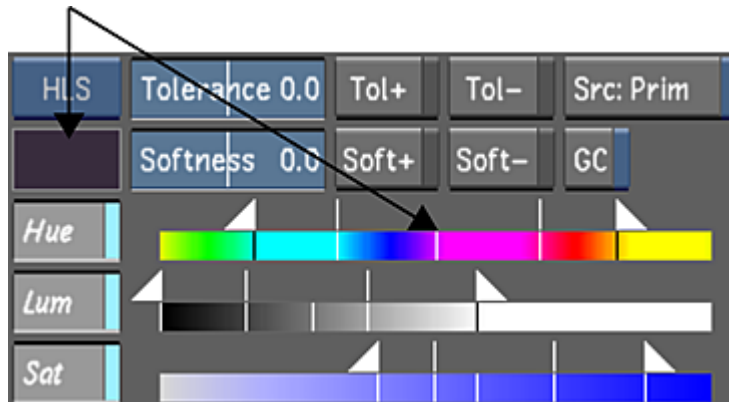 HLS Tolerance 0.0 Tol+ Tol- Src: Prim
Softness 0.0 Soft+ Soft- GC
Hue
Lum
Sat